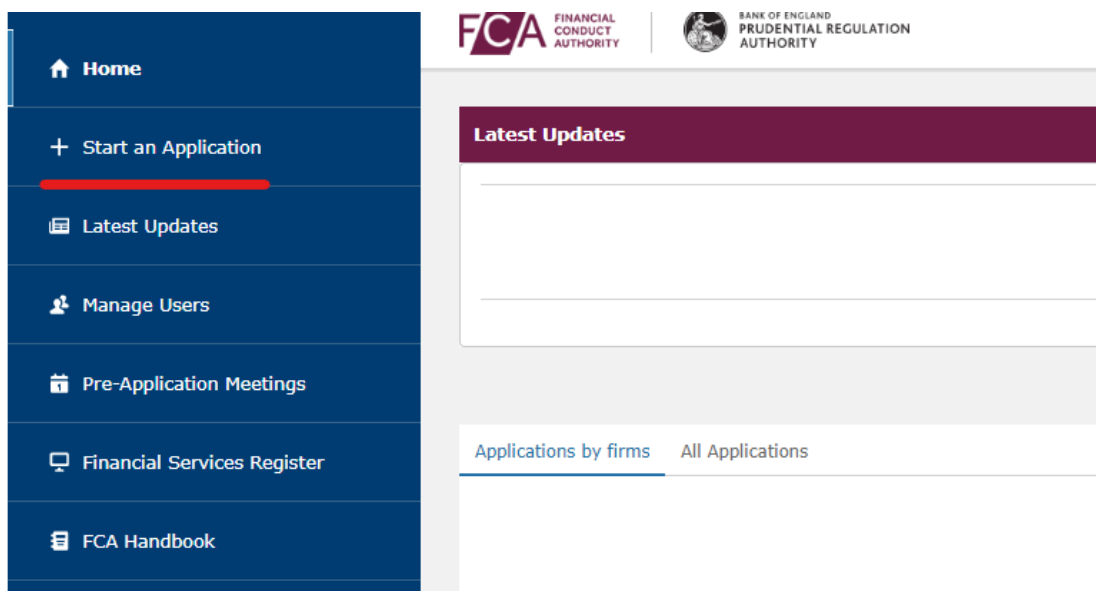 Home
Start an Application
Latest Updates
Manage Users
Pre-Application Meetings
Financial Services Register
FCA Handbook
FCA
FINANCIAL
CONDUCT
AUTHORITY
BANK OF ENGLAND
PRUDENTIAL REGULATION
AUTHORITY
Latest Updates
Applications by firms All Applications